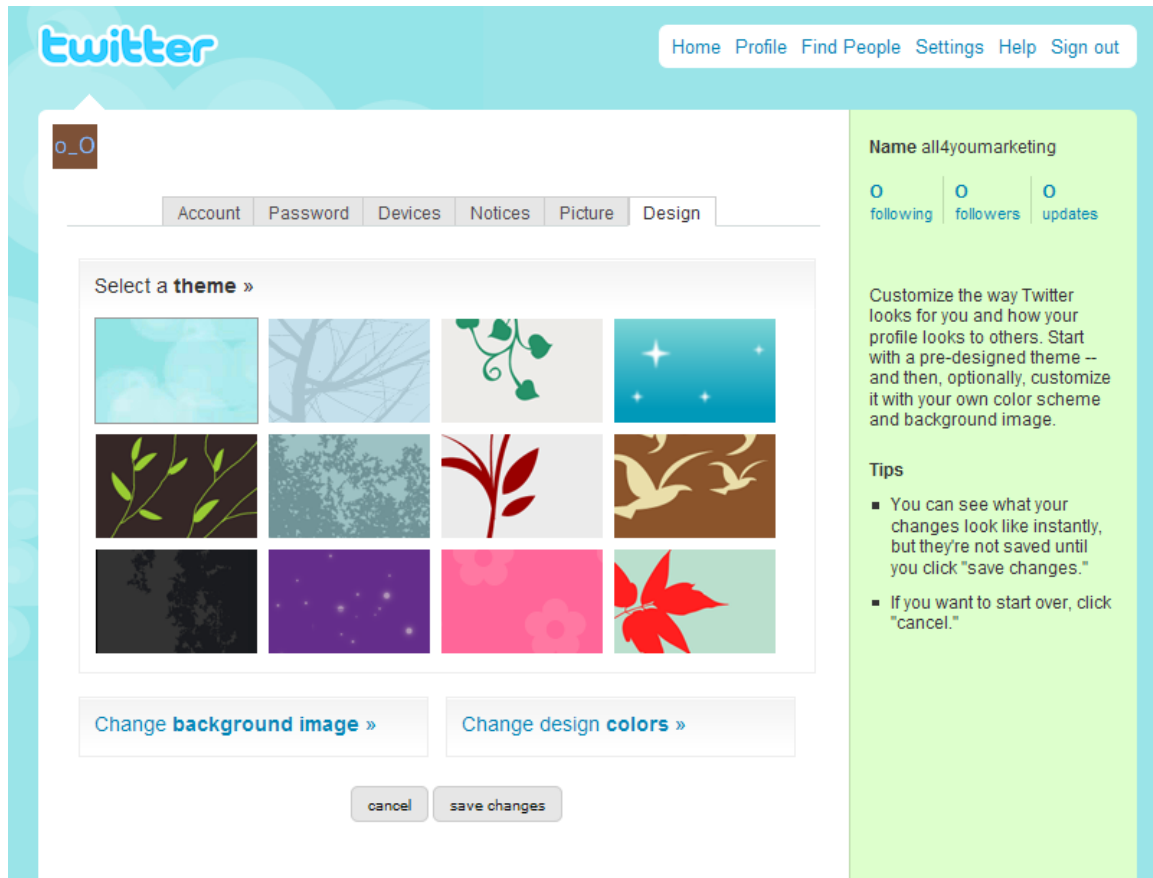 twitter
Home Profile Find People Settings Help Sign out
o_O
Account Password Devices Notices Picture Design
Select a theme »
Change background image »
Change design colors »
cancel
save changes
Name all4youmarketing
0 0 0
following followers updates
Customize the way Twitter
looks for you and how your
profile looks to others. Start
with a pre-designed theme --
and then, optionally, customize
it with your own color scheme
and background image.
Tips
You can see what your
changes look like instantly,
but they're not saved until
you click "save changes."
If you want to start over, click
"cancel."